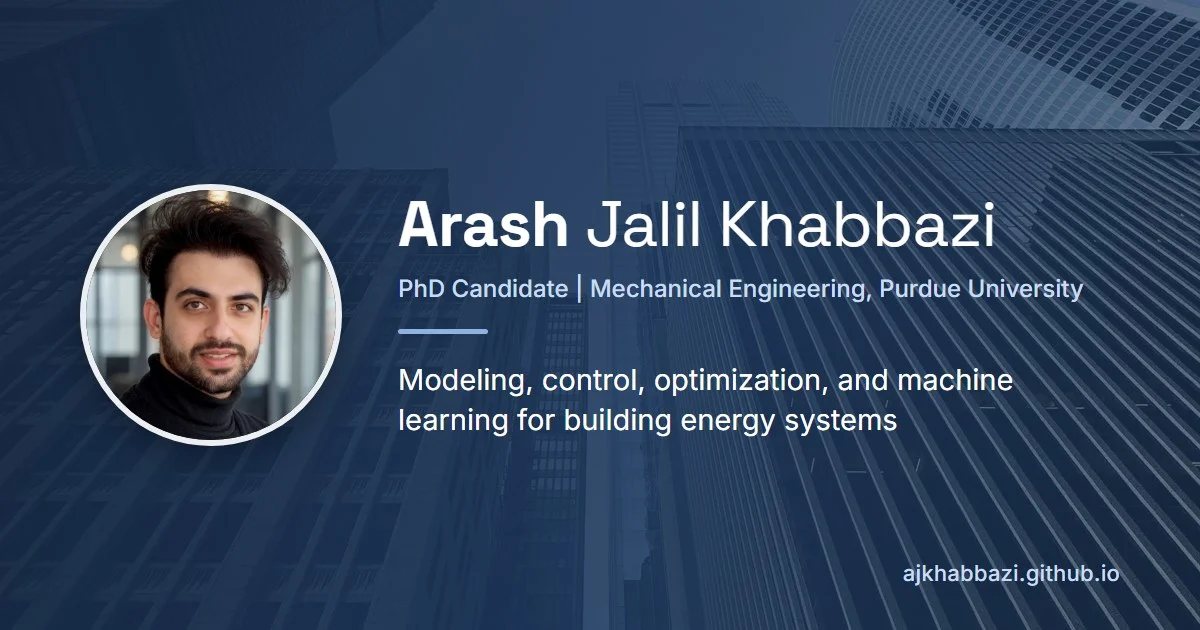 Arash Jalil Khabbazi
PhD Candidate | Mechanical Engineering, Purdue University
Modeling, control, optimization, and machine
learning for building energy systems
ajkhabbazi.github.io